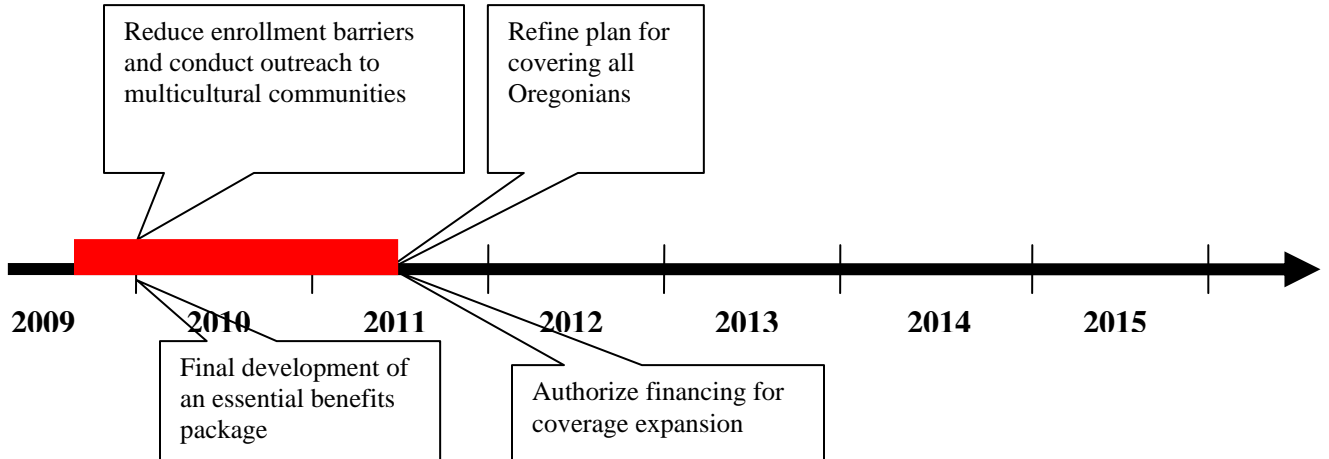 Reduce enrollment barriers
and conduct outreach to
multicultural communities
Refine plan for
covering all
Oregonians
2009 2010 2011 2012 2013 2014 2015
Final development of
an essential benefits
package
Authorize financing for
coverage expansion